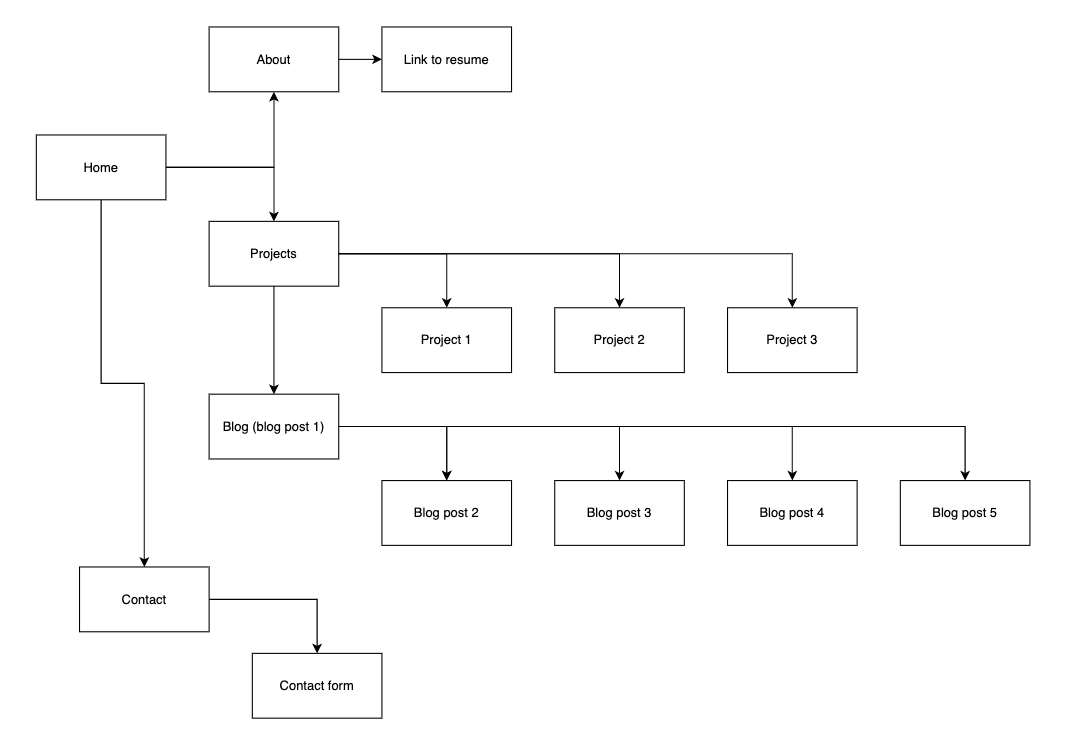 About
Link to resume
Home
Projects
Project 1
Project 2
Project 3
Blog (blog post 1)
Blog post 2
Blog post 3
Blog post 4
Blog post 5
Contact
Contact form